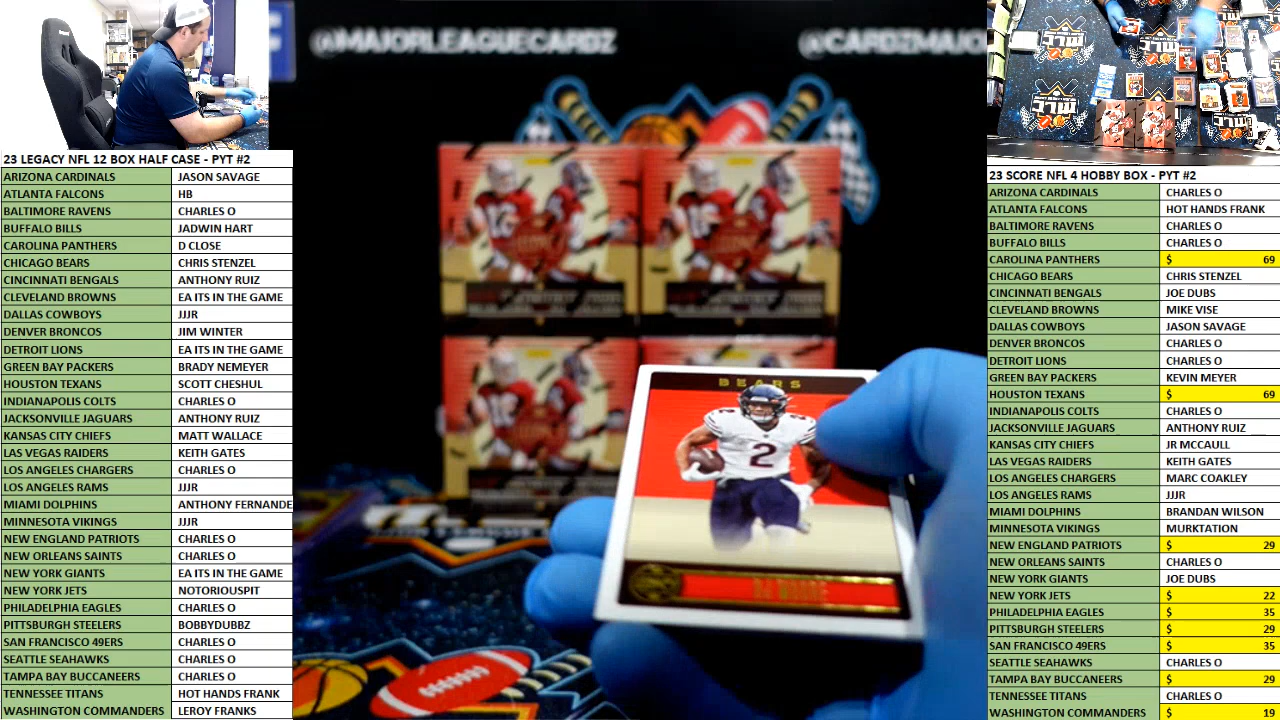 @MAJORLEAGUECARDZ
@CARDZMAJO
23 LEGACY NFL 12 BOX HALF CASE - PYT #2
ARIZONA CARDINALS JASON SAVAGE
ATLANTA FALCONS HB
BALTIMORE RAVENS CHARLES O
BUFFALO BILLS JADWIN HART
CAROLINA PANTHERS D CLOSE
CHICAGO BEARS CHRIS STENZEL
CINCINNATI BENGALS ANTHONY RUIZ
CLEVELAND BROWNS EA ITS IN THE GAME
DALLAS COWBOYS JJJR
DENVER BRONCOS JIM WINTER
DETROIT LIONS EA ITS IN THE GAME
GREEN BAY PACKERS BRADY NEMEYER
HOUSTON TEXANS SCOTT CHESHUL
INDIANAPOLIS COLTS CHARLES O
JACKSONVILLE JAGUARS ANTHONY RUIZ
KANSAS CITY CHIEFS MATT WALLACE
LAS VEGAS RAIDERS KEITH GATES
LOS ANGELES CHARGERS CHARLES O
LOS ANGELES RAMS JJJR
MIAMI DOLPHINS ANTHONY FERNANDE
MINNESOTA VIKINGS JJJR
NEW ENGLAND PATRIOTS CHARLES O
NEW ORLEANS SAINTS CHARLES O
NEW YORK GIANTS EA ITS IN THE GAME
NEW YORK JETS NOTORIOUSPIT
PHILADELPHIA EAGLES CHARLES O
PITTSBURGH STEELERS BOBBYDUBBZ
SAN FRANCISCO 49ERS CHARLES O
SEATTLE SEAHAWKS CHARLES O
TAMPA BAY BUCCANEERS CHARLES O
TENNESSEE TITANS HOT HANDS FRANK
WASHINGTON COMMANDERS LEROY FRANKS
BEARS
2
DJ MOORE
23 SCORE NFL 4 HOBBY BOX - PYT #2
ARIZONA CARDINALS CHARLES O
ATLANTA FALCONS HOT HANDS FRANK
BALTIMORE RAVENS CHARLES O
BUFFALO BILLS CHARLES O
CAROLINA PANTHERS $ 69
CHICAGO BEARS CHRIS STENZEL
CINCINNATI BENGALS JOE DUBS
CLEVELAND BROWNS MIKE VISE
DALLAS COWBOYS JASON SAVAGE
DENVER BRONCOS CHARLES O
DETROIT LIONS CHARLES O
GREEN BAY PACKERS KEVIN MEYER
HOUSTON TEXANS $ 69
INDIANAPOLIS COLTS CHARLES O
JACKSONVILLE JAGUARS ANTHONY RUIZ
KANSAS CITY CHIEFS JR MCCAULL
LAS VEGAS RAIDERS KEITH GATES
LOS ANGELES CHARGERS MARC COAKLEY
LOS ANGELES RAMS JJJR
MIAMI DOLPHINS BRANDAN WILSON
MINNESOTA VIKINGS MURKTATION
NEW ENGLAND PATRIOTS $ 29
NEW ORLEANS SAINTS CHARLES O
NEW YORK GIANTS JOE DUBS
NEW YORK JETS $ 22
PHILADELPHIA EAGLES $ 35
PITTSBURGH STEELERS $ 29
SAN FRANCISCO 49ERS $ 35
SEATTLE SEAHAWKS CHARLES O
TAMPA BAY BUCCANEERS $ 29
TENNESSEE TITANS CHARLES O
WASHINGTON COMMANDERS $ 19